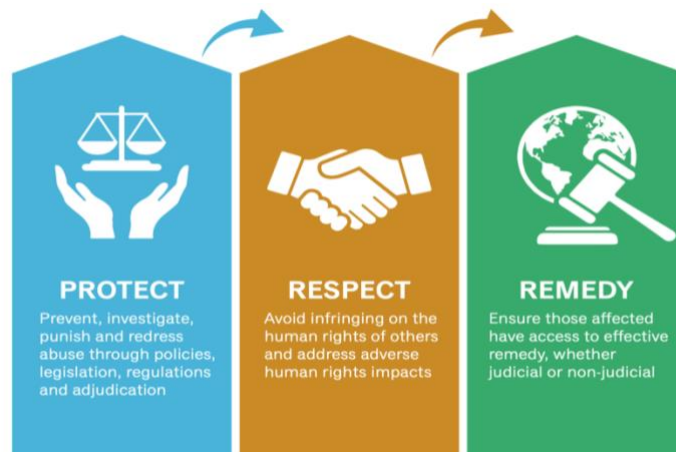 PROTECT
Prevent, investigate,
punish and redress
abuse through policies,
legislation, regulations
and adjudication
RESPECT
Avoid infringing on the
human rights of others
and address adverse
human rights impacts
REMEDY
Ensure those affected
have access to effective
remedy, whether
judicial or non-judicial